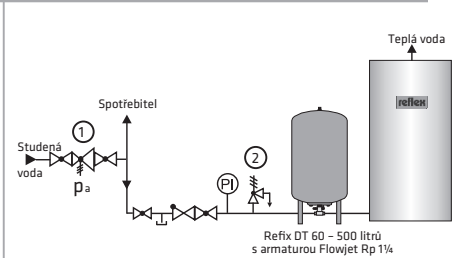 Teplá voda
reflex
Spotřebitel
1
Studená
voda
pa
2
PI
Refix DT 60 – 500 litrů
s armaturou Flowjet Rp 1¼